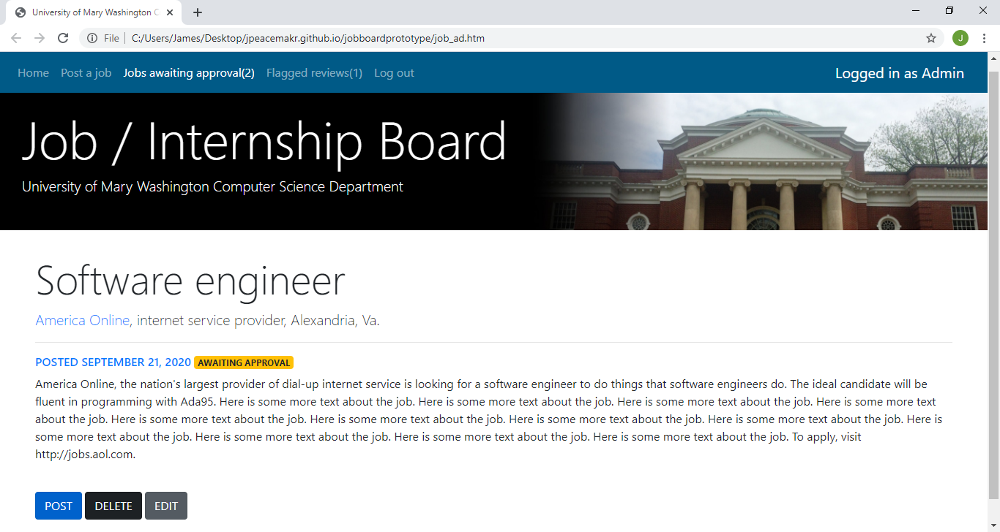 University of Mary Washington C
File
C:/Users/James/Desktop/jpeacemakr.github.io/jobboardprototype/job_ad.htm
J
Home Post a job Jobs awaiting approval(2) Flagged reviews(1) Log out
Logged in as Admin
Job / Internship Board
University of Mary Washington Computer Science Department
Software engineer
America Online, internet service provider, Alexandria, Va.
POSTED SEPTEMBER 21, 2020 AWAITING APPROVAL
America Online, the nation's largest provider of dial-up internet service is looking for a software engineer to do things that software engineers do. The ideal candidate will be
fluent in programming with Ada95. Here is some more text about the job. Here is some more text about the job. Here is some more text about the job. Here is some more text
about the job. Here is some more text about the job. Here is some more text about the job. Here is some more text about the job. Here is some more text about the job. Here is
some more text about the job. Here is some more text about the job. Here is some more text about the job. Here is some more text about the job. To apply, visit
http://jobs.aol.com.
POST DELETE EDIT